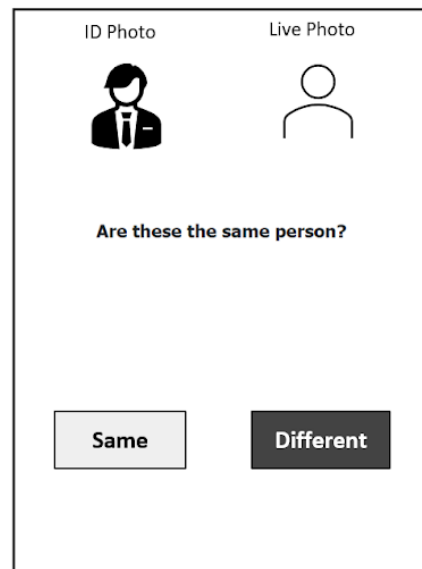 ID Photo
Live Photo
Are these the same person?
Same
Different